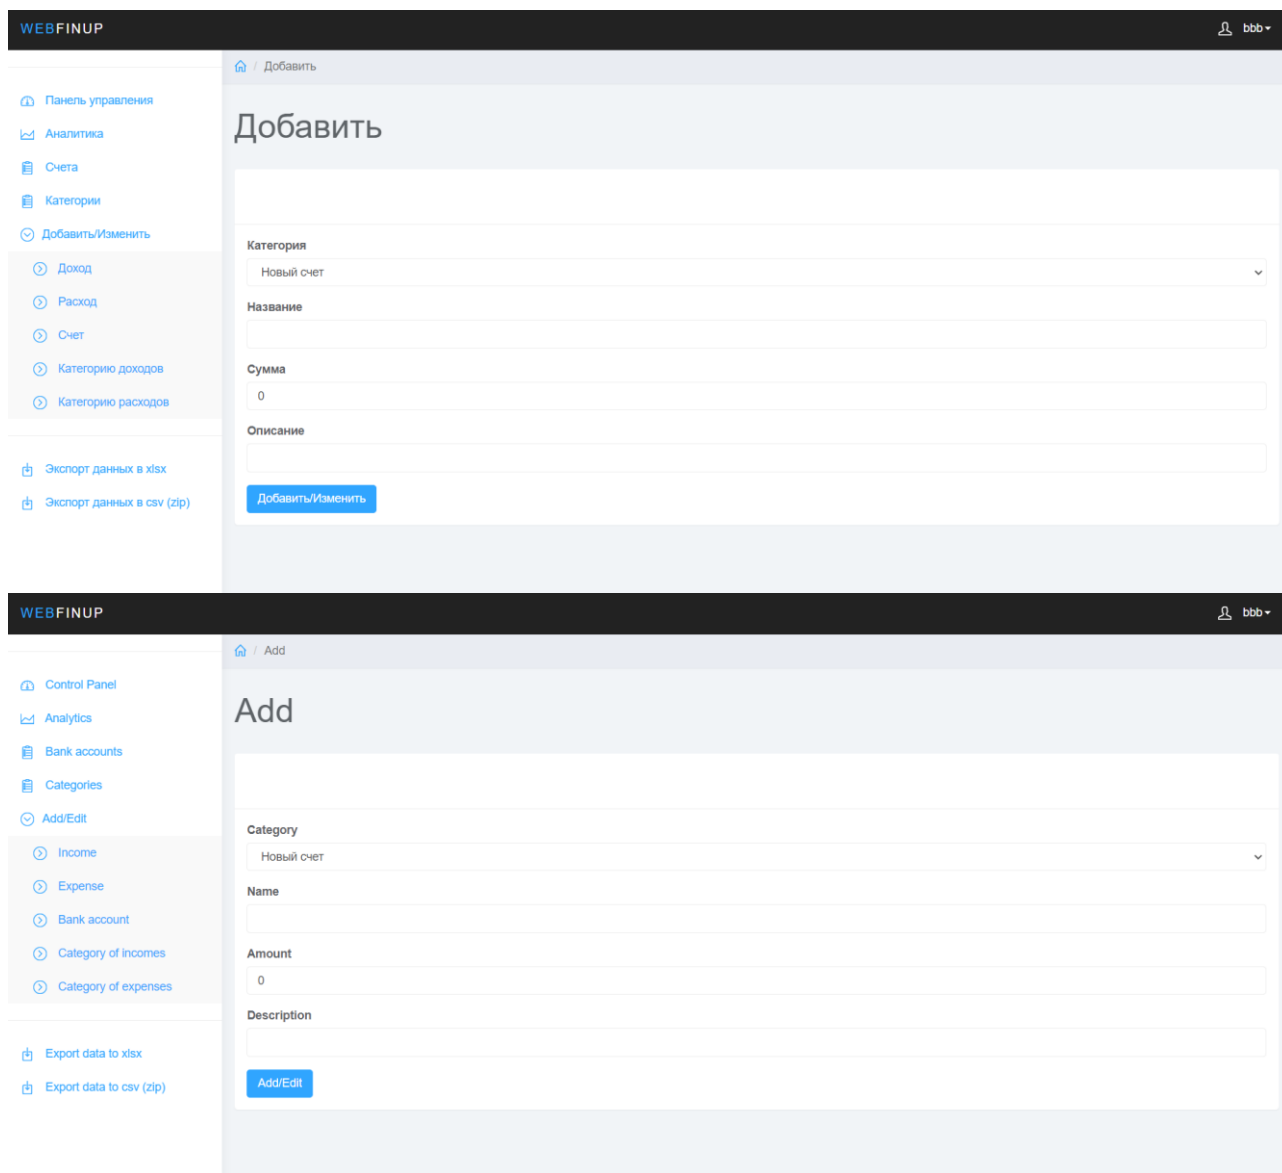 WEBFINUP
bbb
/ Добавить
Панель управления
Аналитика
Счета
Категории
Добавить/Изменить
Доход
Расход
Счет
Категорию доходов
Категорию расходов
Экспорт данных в xlsx
Экспорт данных в csv (zip)
Добавить
Категория
Новый счет
Название
Сумма
0
Описание
Добавить/Изменить
WEBFINUP
bbb
/ Add
Control Panel
Analytics
Bank accounts
Categories
Add/Edit
Income
Expense
Bank account
Category of incomes
Category of expenses
Export data to xlsx
Export data to csv (zip)
Add
Category
Новый счет
Name
Amount
0
Description
Add/Edit